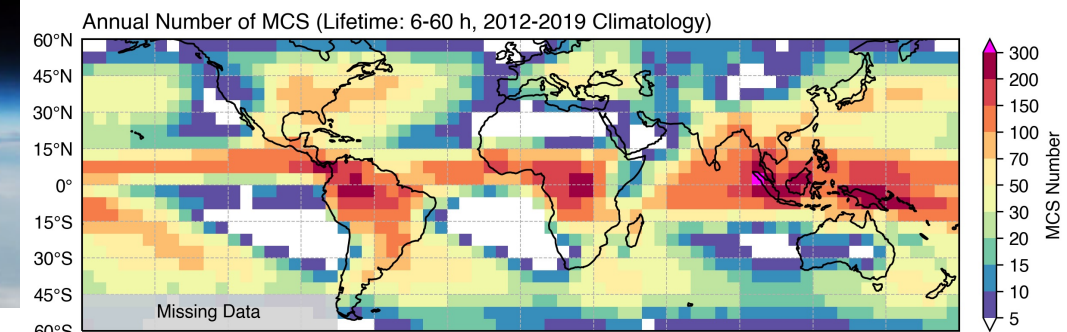 Annual Number of MCS (Lifetime: 6-60 h, 2012-2019 Climatology)
60°N
45°N
30°N
15°N
0°
15°S
30°S
45°S
60°S
Missing Data
300
200
150
100
70
50
30
20
15
10
5
MCS Number